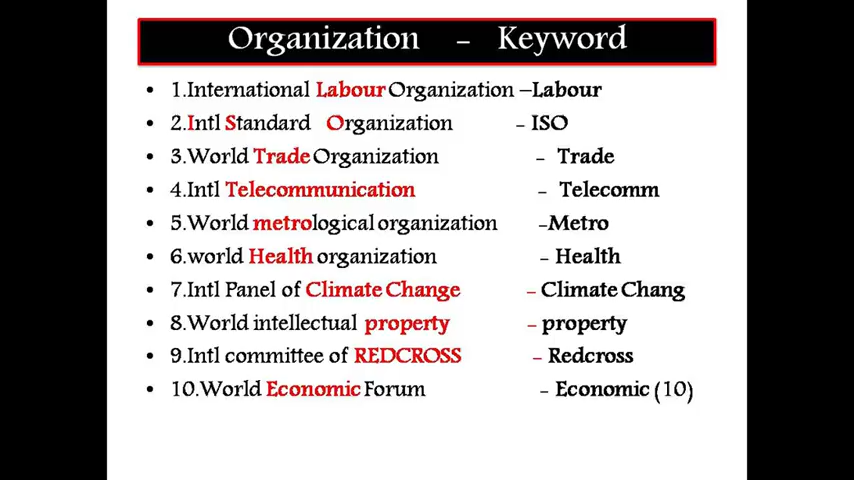 Organization – Keyword
• 1.International Labour Organization –Labour
• 2.Intl Standard Organization – ISO
• 3.World Trade Organization – Trade
• 4.Intl Telecommunication – Telecomm
• 5.World metrological organization –Metro
• 6.world Health organization – Health
• 7.Intl Panel of Climate Change – Climate Chang
• 8.World intellectual property – property
• 9.Intl committee of REDCROSS – Redcross
• 10.World Economic Forum – Economic (10)